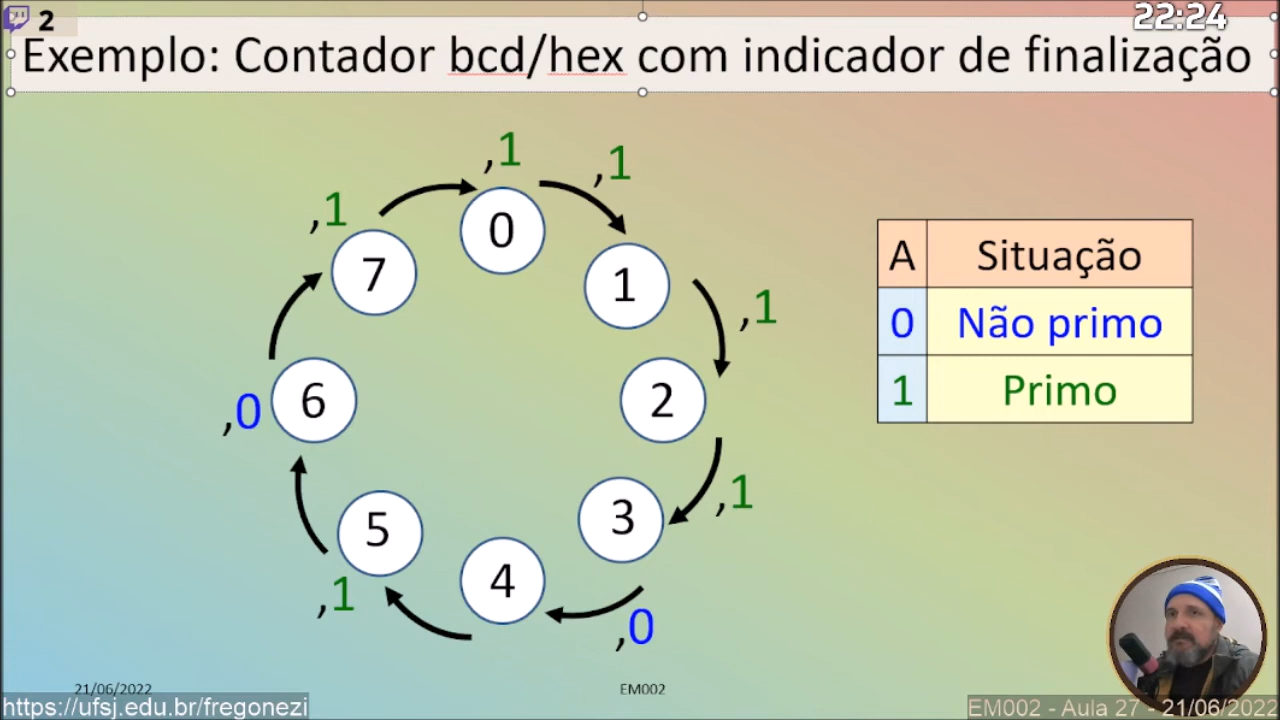 2
22:24
Exemplo: Contador bcd/hex com indicador de finalização
,1
,1
,1
0
7
1
,1
6
2
,0
,1
5
3
,1
4
,0
A Situação
0 Não primo
1 Primo
21/06/2022
EM002
https://ufsj.edu.br/fregonezi
EM002 - Aula 27 - 21/06/2022